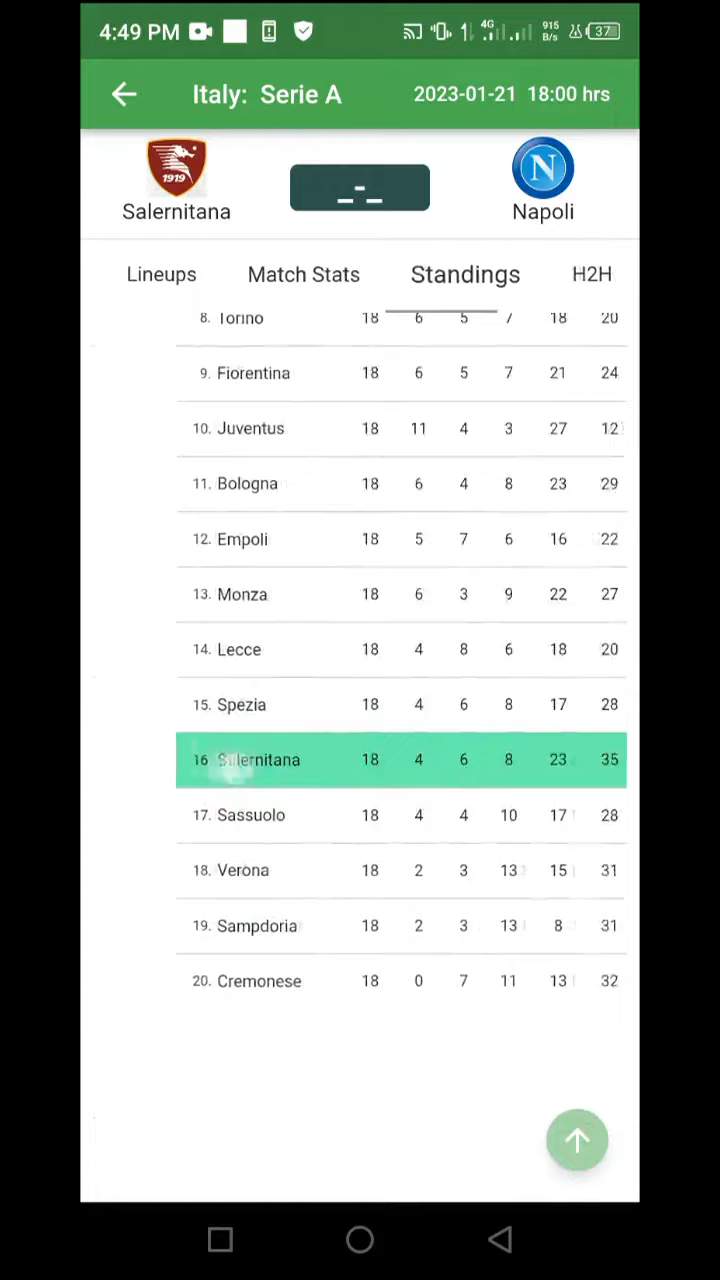 4:49 PM 4G 915 B/s 37
Italy: Serie A 2023-01-21 18:00 hrs
1919 N
_-_
Salernitana Napoli
Lineups Match Stats Standings H2H
8. Torino 18 6 5 7 18 20
9. Fiorentina 18 6 5 7 21 24
10. Juventus 18 11 4 3 27 12
11. Bologna 18 6 4 8 23 29
12. Empoli 18 5 7 6 16 22
13. Monza 18 6 3 9 22 27
14. Lecce 18 4 8 6 18 20
15. Spezia 18 4 6 8 17 28
16 Salernitana 18 4 6 8 23 35
17. Sassuolo 18 4 4 10 17 28
18. Verona 18 2 3 13 15 31
19. Sampdoria 18 2 3 13 8 31
20. Cremonese 18 0 7 11 13 32